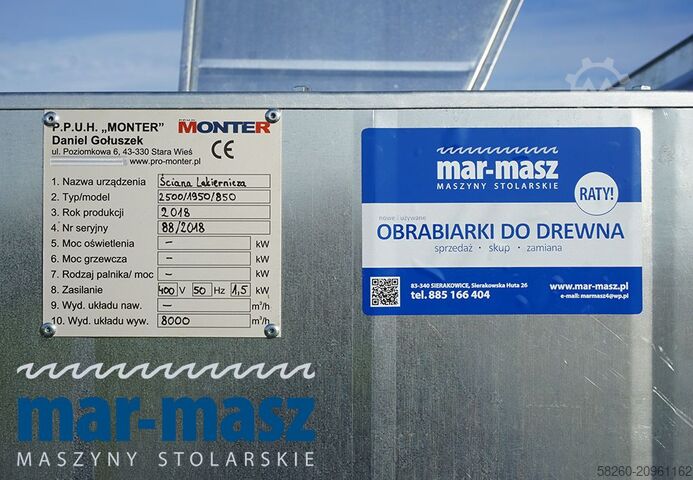 P.P.U.H. „MONTER”
P.P.U.H.
MONTER
Daniel Gołuszek
ul. Poziomkowa 6, 43-330 Stara Wieś
www.pro-monter.pl
CE
1. Nazwa urządzenia Ściana Lakiernicza
2. Typ/model 2500/1950/850
3. Rok produkcji 2018
4. Nr seryjny 88/2018
5. Moc oświetlenia – kW
6. Moc grzewcza – kW
7. Rodzaj palnika/ moc – kW
8. Zasilanie 400 V 50 Hz 1,5 kW
9. Wyd. układu naw. – m³/h
10. Wyd. układu wyw. 8000 m³/h
mar-masz
MASZYNY STOLARSKIE
RATY!
nowe i używane
OBRABIARKI DO DREWNA
sprzedaż · skup · zamiana
83-340 SIERAKOWICE, Sierakowska Huta 26
tel. 885 166 404
www.mar-masz.pl
e-mail: marmasz4@wp.pl
mar-masz
MASZYNY STOLARSKIE
58260-20961162